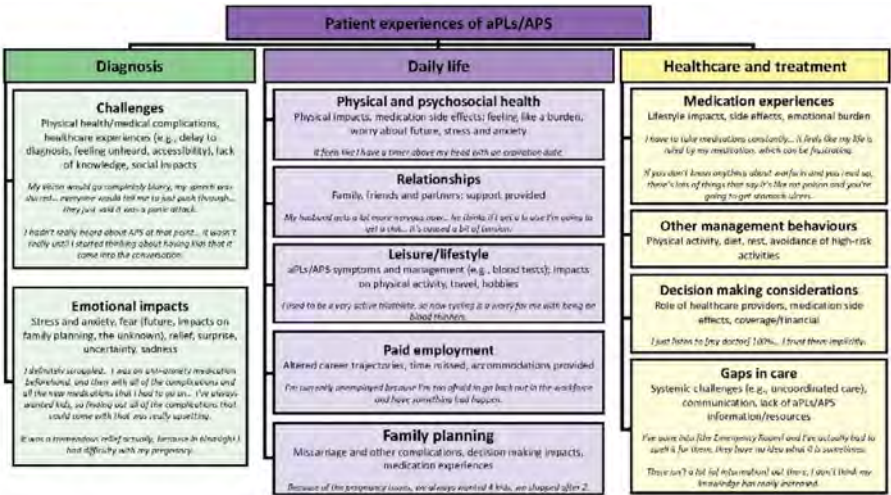 Patient experiences of aPLs/APS
Diagnosis
Challenges
Physical health/medical complications,
healthcare experiences (e.g., delay to
diagnosis, feeling unheard, accessibility), lack
of knowledge, social impacts
My vision would go completely blurry, my speech was
slurred... everyone would tell me to just push through...
they just said it was a panic attack.
I hadn't really heard about APS at that point... it wasn't
really until I started thinking about having kids that it
came into the conversation.
Emotional impacts
Stress and anxiety, fear (future, impacts on
family planning, the unknown), relief, surprise,
uncertainty, sadness
I definitely struggled... I was on anti-anxiety medication
beforehand, and then with all of the complications and
all the new medications that I had to go on... I've always
wanted kids, so finding out all of the complications that
could come with that was really upsetting.
It was a tremendous relief actually, because in hindsight I
had difficulty with my pregnancy.
Daily life
Physical and psychosocial health
Physical impacts, medication side effects; feeling like a burden,
worry about future, stress and anxiety
It feels like I have a timer above my head with an expiration date.
Relationships
Family, friends and partners; support provided
My husband acts a lot more nervous now... he thinks if I get a bruise I'm going to
get a clot... it's caused a bit of tension.
Leisure/lifestyle
aPLs/APS symptoms and management (e.g., blood tests); impacts
on physical activity, travel, hobbies
I used to be a very active triathlete, so now cycling is a worry for me with being on
blood thinners.
Paid employment
Altered career trajectories, time missed, accommodations provided
I'm currently unemployed because I'm too afraid to go back out in the workforce
and have something bad happen.
Family planning
Miscarriage and other complications, decision making impacts,
medication experiences
Because of the pregnancy issues, we always wanted 4 kids, we stopped after 2.
Healthcare and treatment
Medication experiences
Lifestyle impacts, side effects, emotional burden
I have to take medications constantly... it feels like my life is
ruled by my medication, which can be frustrating.
If you don't know anything about warfarin and you read up,
there's lots of things that say it's like rat poison and you're
going to get stomach ulcers.
Other management behaviours
Physical activity, diet, rest, avoidance of high-risk
activities
Decision making considerations
Role of healthcare providers, medication side
effects, coverage/financial
I just listen to [my doctor] 100%... I trust them implicitly.
Gaps in care
Systemic challenges (e.g., uncoordinated care),
communication, lack of aPLs/APS
information/resources
I've gone into [the Emergency Room] and I've actually had to
spell it for them, they have no idea what it is sometimes.
There isn't a lot [of information] out there, I don't think my
knowledge has really increased.